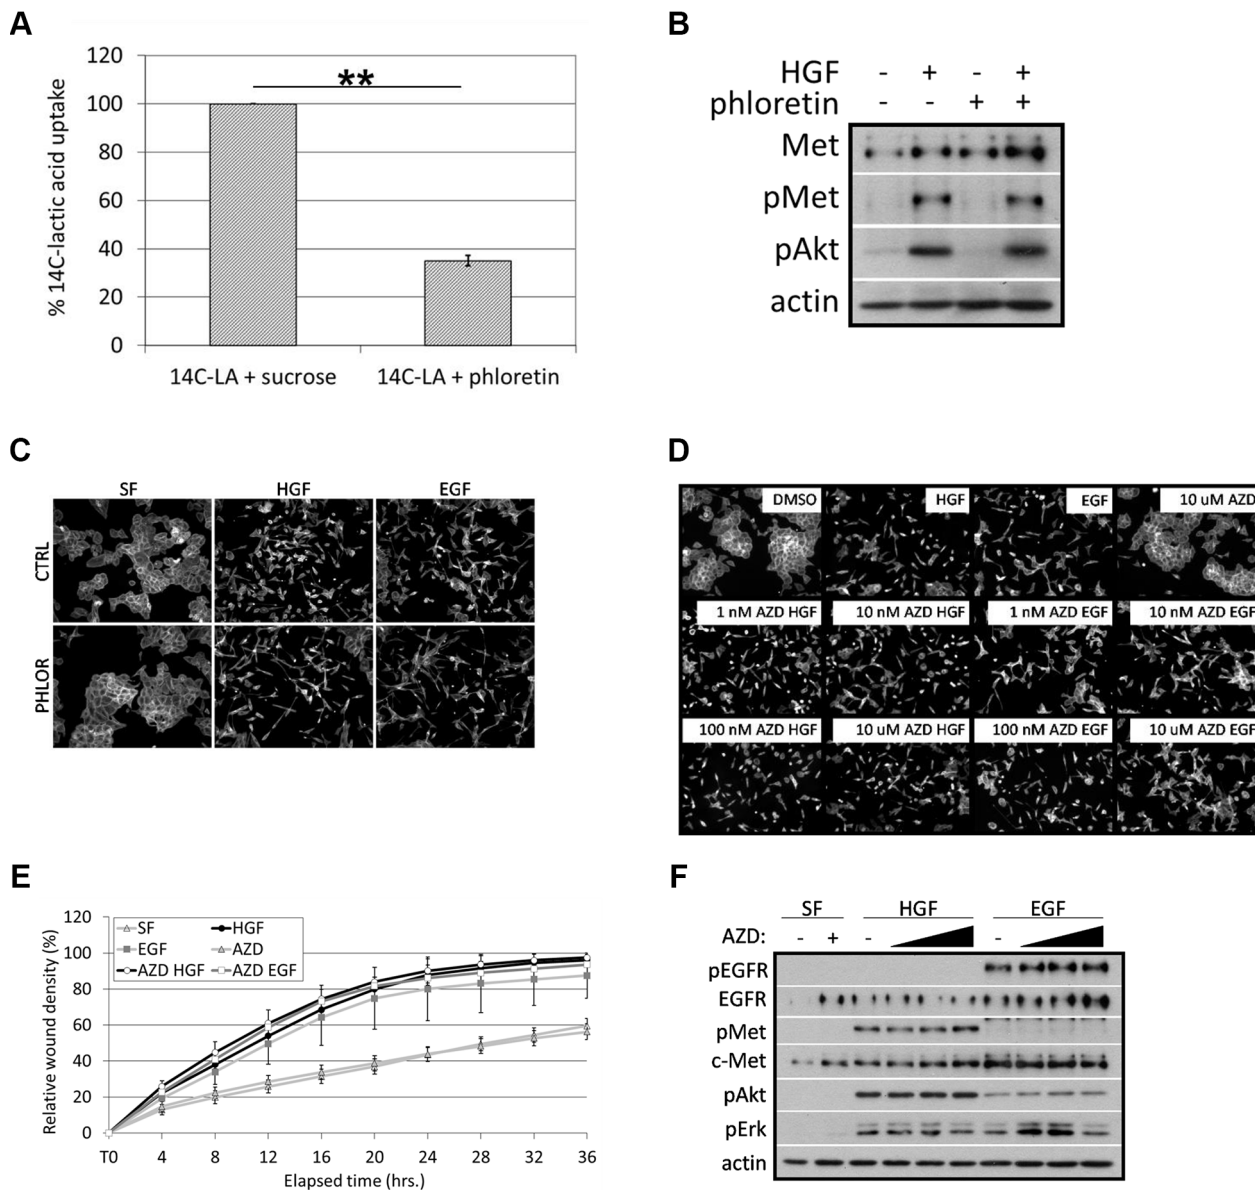 A
% 14C-lactic acid uptake
120
100
80
60
40
20
0
**
14C-LA + sucrose
14C-LA + phloretin
B
HGF - + - +
phloretin - - + +
Met
pMet
pAkt
actin
C
SF HGF EGF
CTRL
PHLOR
D
DMSO HGF EGF 10 uM AZD
1 nM AZD HGF 10 nM AZD HGF 1 nM AZD EGF 10 nM AZD EGF
100 nM AZD HGF 10 uM AZD HGF 100 nM AZD EGF 10 uM AZD EGF
E
Relative wound density (%)
120
100
80
60
40
20
0
SF HGF
EGF AZD
AZD HGF AZD EGF
T0 4 8 12 16 20 24 28 32 36
Elapsed time (hrs.)
F
SF HGF EGF
AZD: - + - -
pEGFR
EGFR
pMet
c-Met
pAkt
pErk
actin